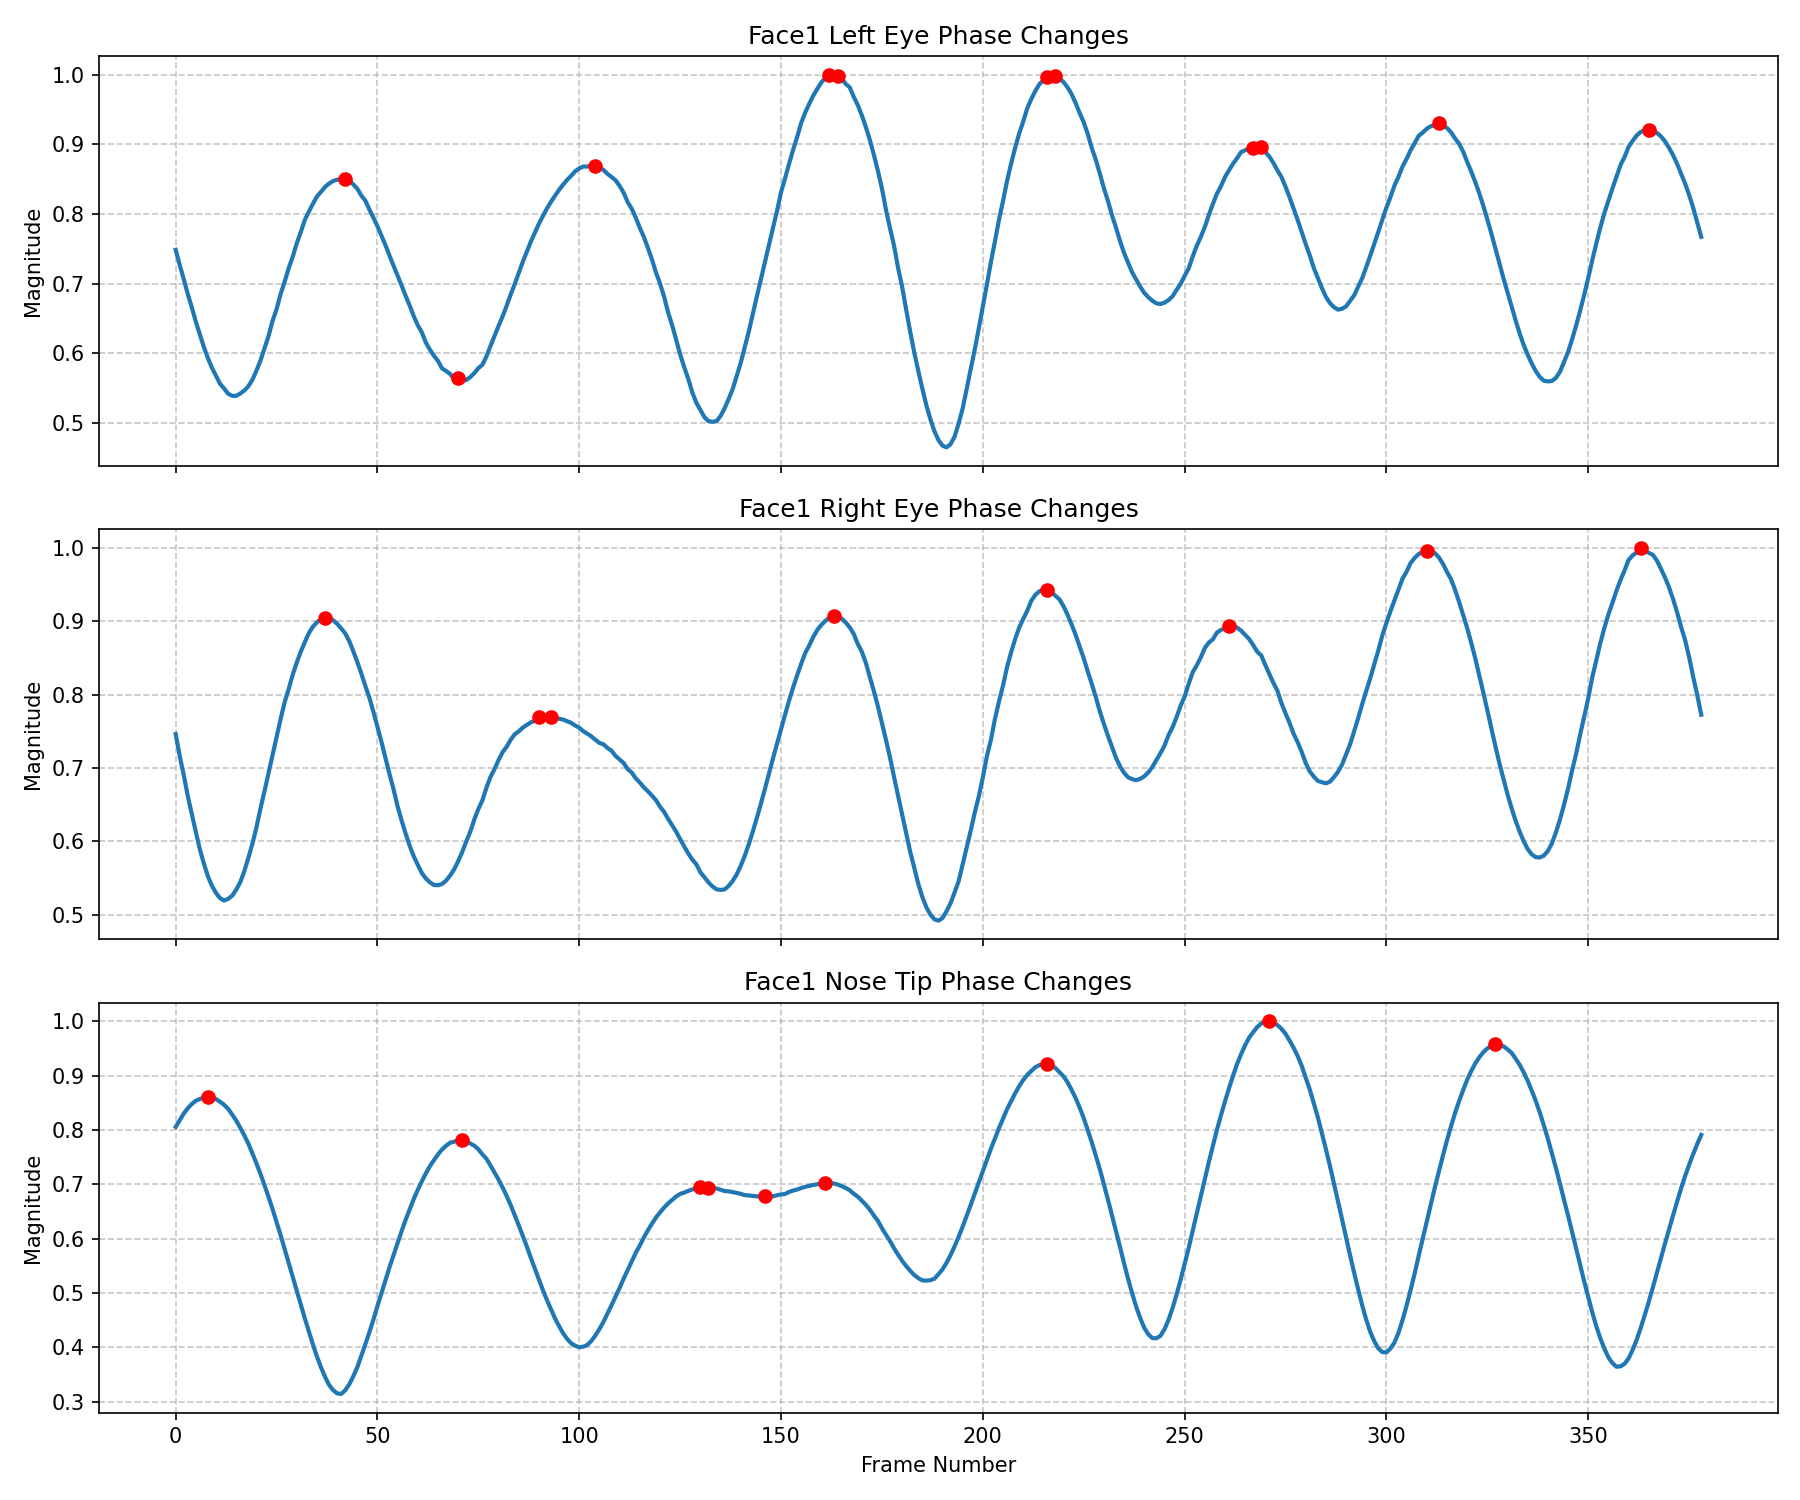 Face1 Left Eye Phase Changes
1.0
0.9
0.8
0.7
0.6
0.5
Magnitude
Face1 Right Eye Phase Changes
1.0
0.9
0.8
0.7
0.6
0.5
Magnitude
Face1 Nose Tip Phase Changes
1.0
0.9
0.8
0.7
0.6
0.5
0.4
0.3
Magnitude
0 50 100 150 200 250 300 350
Frame Number